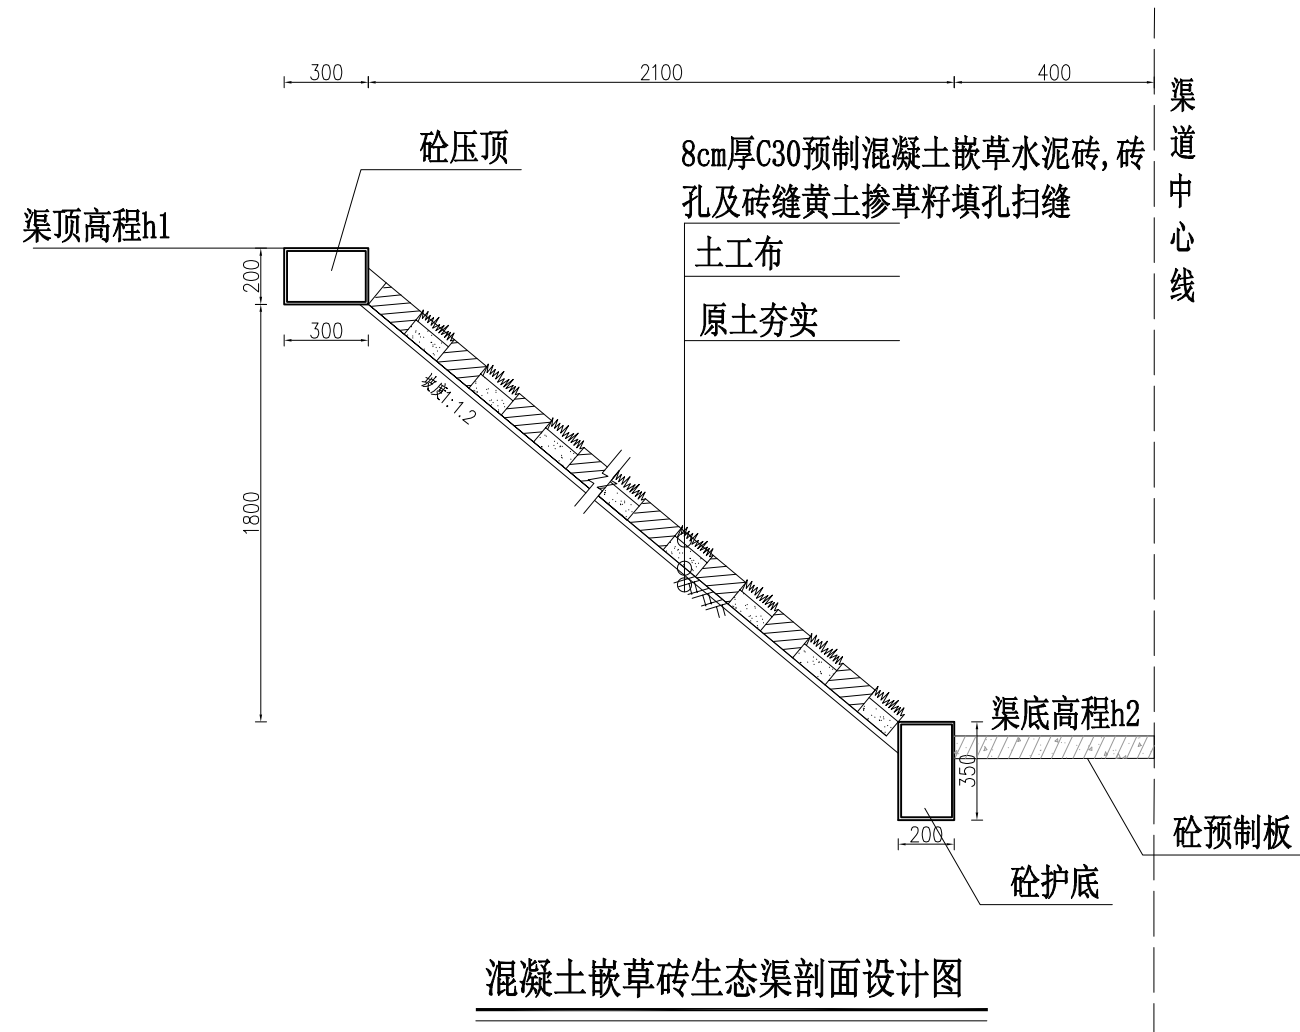 300
2100
400
渠道中心线
砼压顶
8cm厚C30预制混凝土嵌草水泥砖,砖
孔及砖缝黄土掺草籽填孔扫缝
渠顶高程h1
土工布
200
原土夯实
300
坡度1:1.2
1800
渠底高程h2
350
200
砼预制板
砼护底
混凝土嵌草砖生态渠剖面设计图